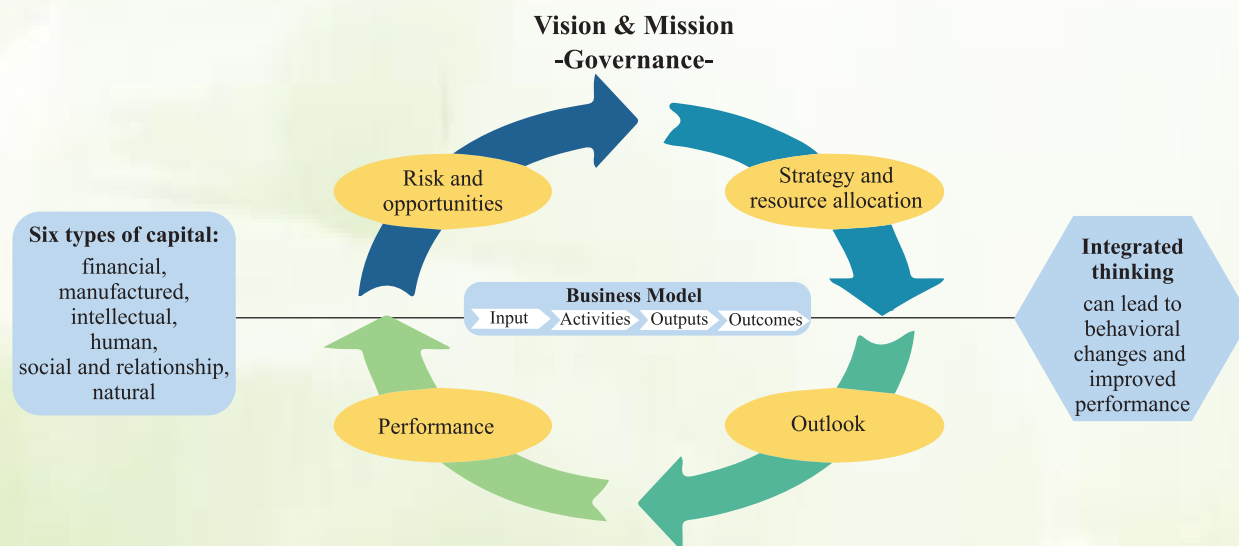 Vision & Mission
-Governance-
Risk and
opportunities
Strategy and
resource allocation
Six types of capital:
financial,
manufactured,
intellectual,
human,
social and relationship,
natural
Business Model
Input Activities Outputs Outcomes
Integrated
thinking
can lead to
behavioral
changes and
improved
performance
Performance
Outlook